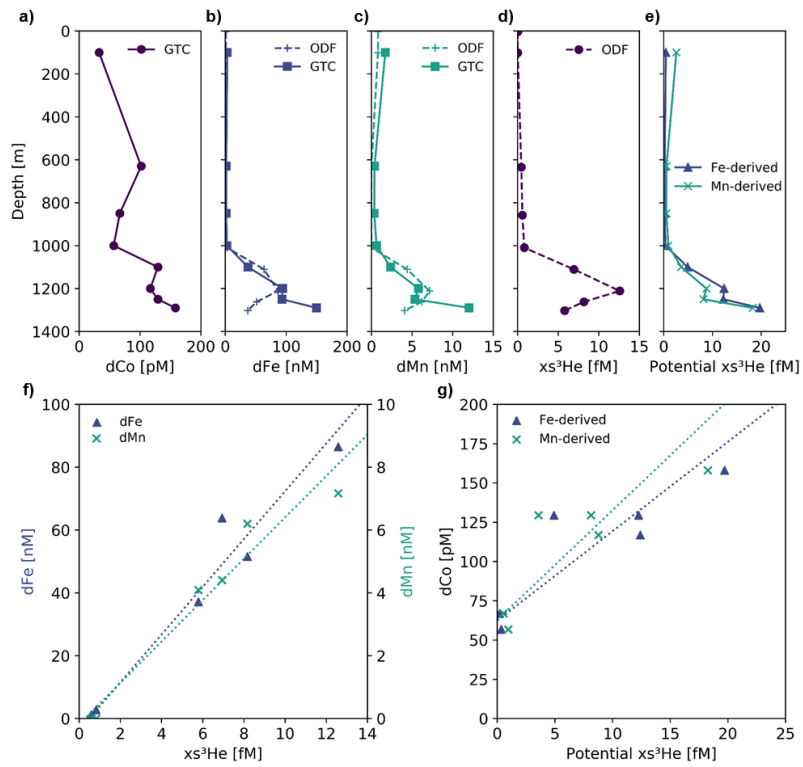 a)
b)
c)
d)
e)
0
200
400
600
800
1000
1200
1400
Depth [m]
GTC
ODF
GTC
ODF
GTC
ODF
Fe-derived
Mn-derived
0 100 200
0 50 100 150 200
0 5 10 15
0 5 10 15
0 10 20
dCo [pM]
dFe [nM]
dMn [nM]
xs³He [fM]
Potential xs³He [fM]
f)
100
80
60
40
20
0
dFe [nM]
dFe
dMn
10
8
6
4
2
0
dMn [nM]
0 2 4 6 8 10 12 14
xs³He [fM]
g)
200
175
150
125
100
75
50
25
0
dCo [pM]
Fe-derived
Mn-derived
0 5 10 15 20 25
Potential xs³He [fM]